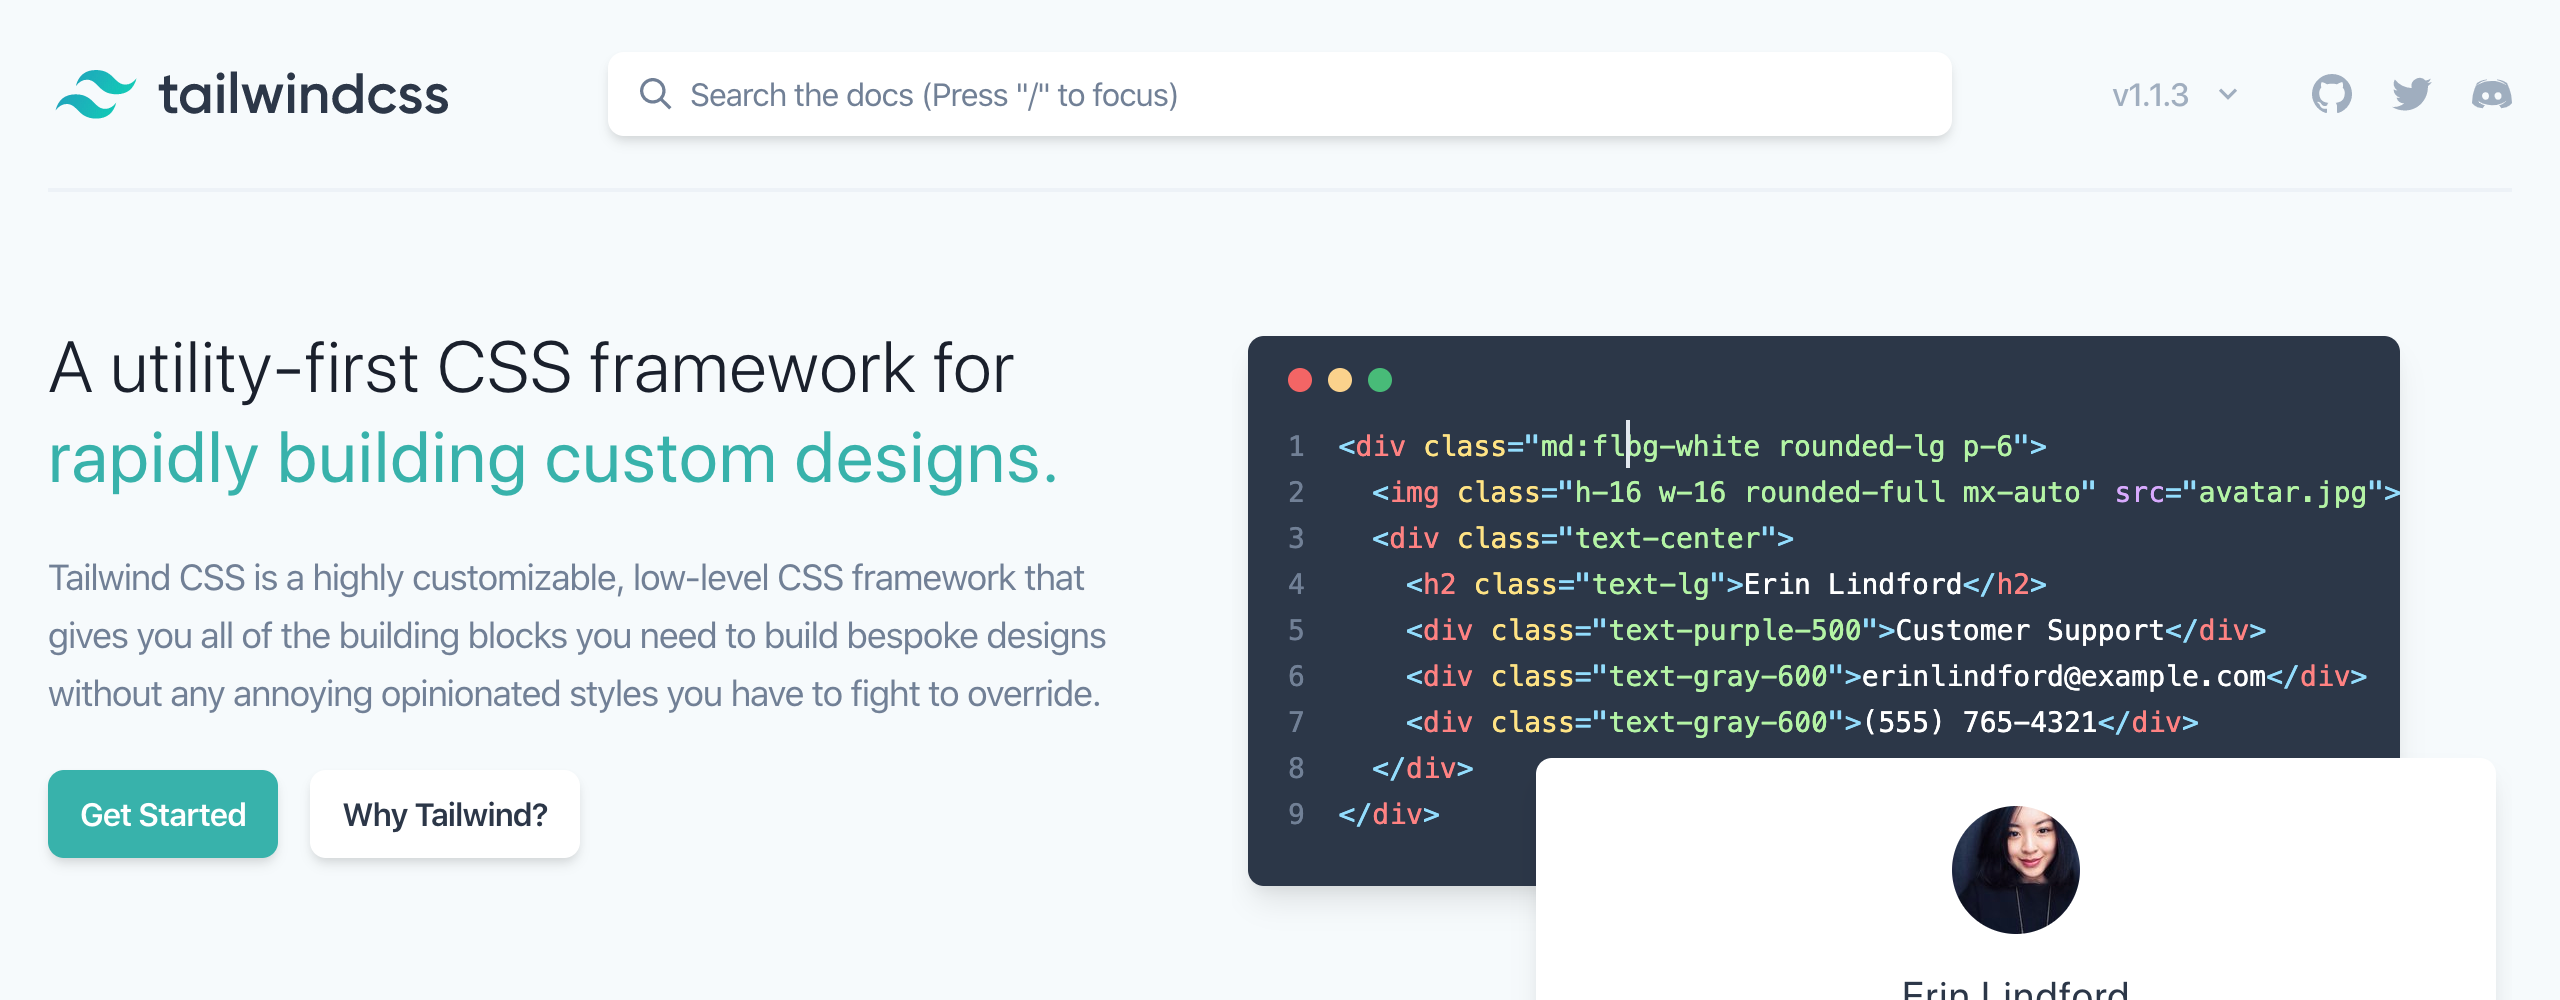 tailwindcss
Search the docs (Press "/" to focus)
v1.1.3
A utility-first CSS framework for
rapidly building custom designs.
Tailwind CSS is a highly customizable, low-level CSS framework that
gives you all of the building blocks you need to build bespoke designs
without any annoying opinionated styles you have to fight to override.
Get Started
Why Tailwind?
1 <div class="md:flbg-white rounded-lg p-6">
2 <img class="h-16 w-16 rounded-full mx-auto" src="avatar.jpg">
3 <div class="text-center">
4 <h2 class="text-lg">Erin Lindford</h2>
5 <div class="text-purple-500">Customer Support</div>
6 <div class="text-gray-600">erinlindford@example.com</div>
7 <div class="text-gray-600">(555) 765-4321</div>
8 </div>
9 </div>
Erin Lindford